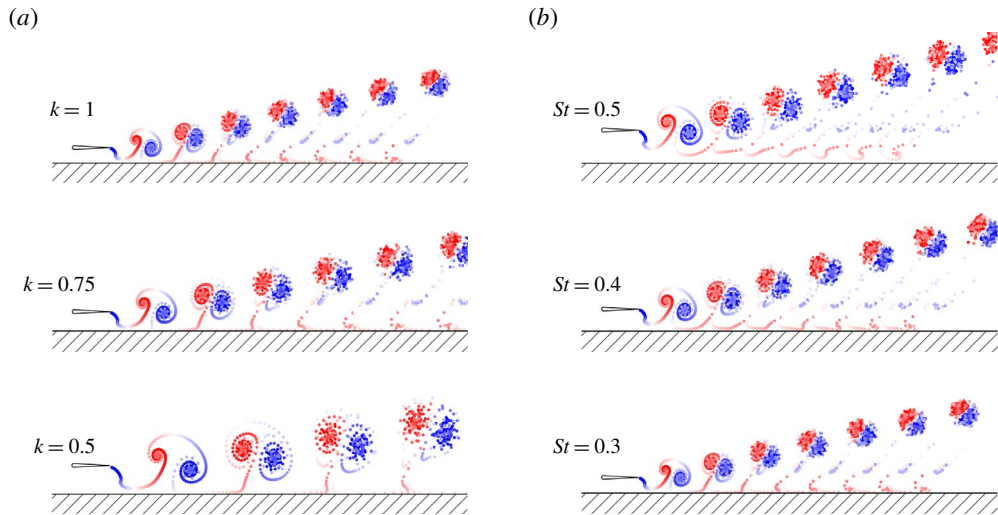 (a)
k = 1
k = 0.75
k = 0.5
(b)
St = 0.5
St = 0.4
St = 0.3